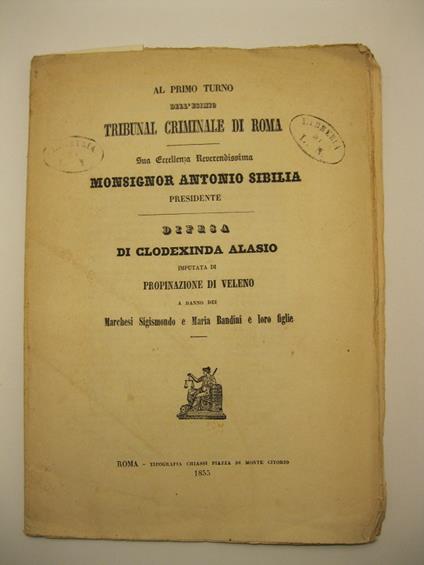 AL PRIMO TURNO
DELL'ESIMIO
TRIBUNAL CRIMINALE DI ROMA
Sua Eccellenza Reverendissima
MONSIGNOR ANTONIO SIBILIA
PRESIDENTE
DIFESA
DI CLODEXINDA ALASIO
IMPUTATA DI
PROPINAZIONE DI VELENO
A DANNO DEI
Marchesi Sigismondo e Maria Bandini e loro figlie
ROMA – TIPOGRAFIA CHIASSI PIAZZA DI MONTE CITORIO
1855
LIBRERIA